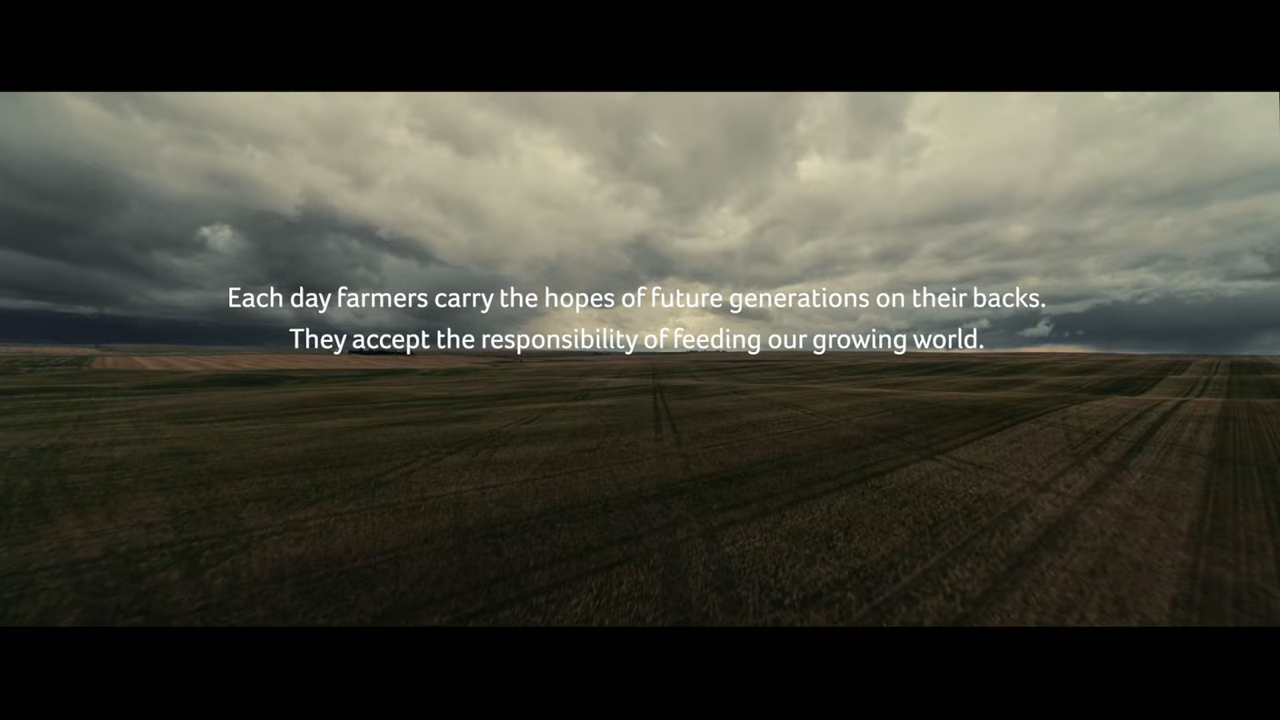 Each day farmers carry the hopes of future generations on their backs.
They accept the responsibility of feeding our growing world.